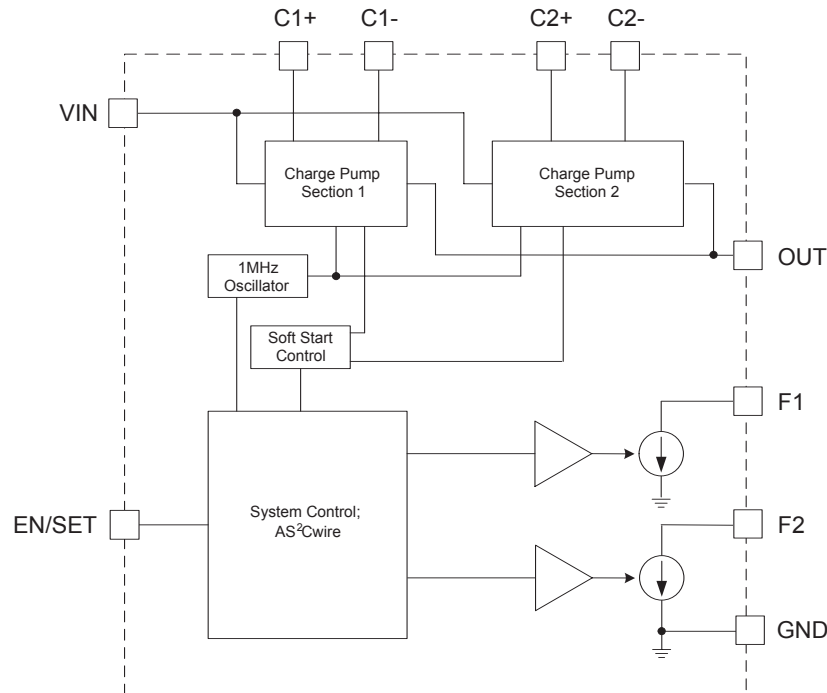 C1+ C1- C2+ C2-
VIN
Charge Pump
Section 1
Charge Pump
Section 2
OUT
1MHz
Oscillator
Soft Start
Control
F1
EN/SET
System Control;
AS²Cwire
F2
GND